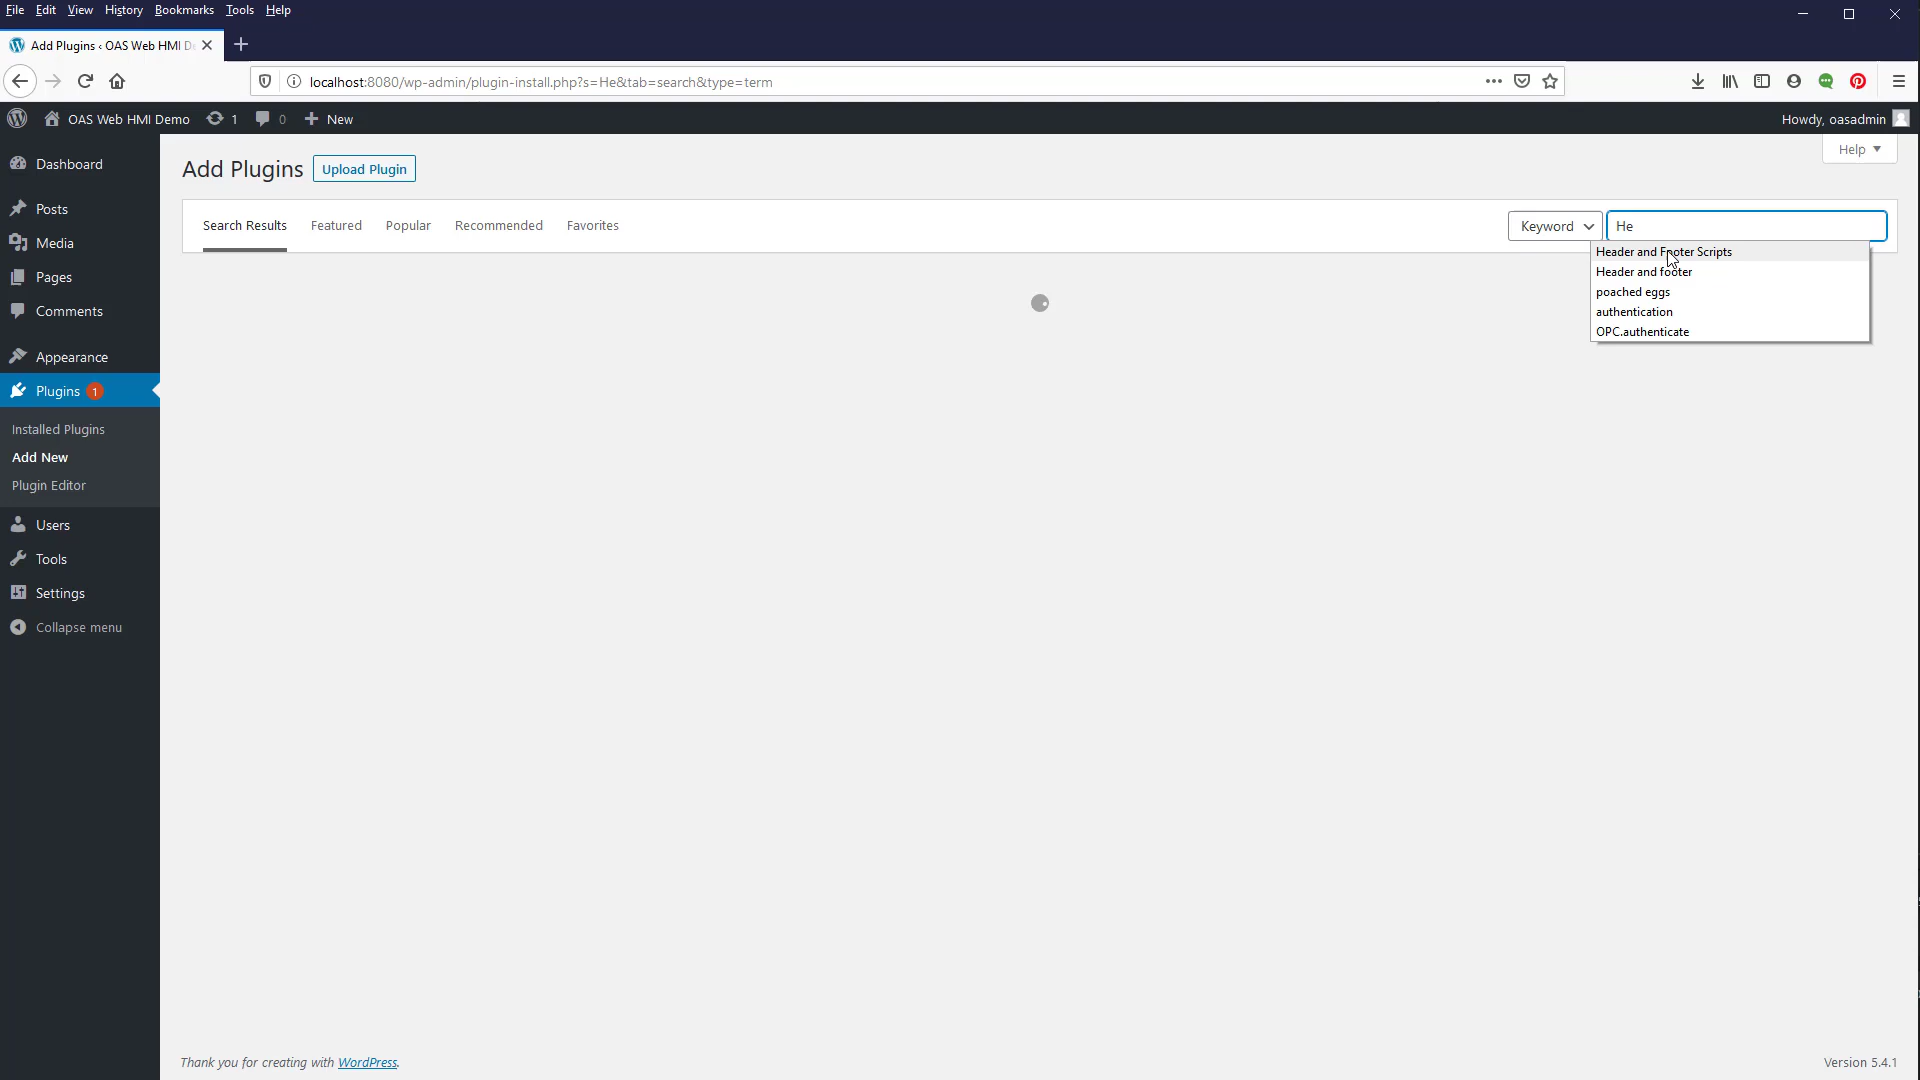 File Edit View History Bookmarks Tools Help
Add Plugins ‹ OAS Web HMI D
localhost:8080/wp-admin/plugin-install.php?s=He&tab=search&type=term
OAS Web HMI Demo 1 0 New
Howdy, oasadmin
Dashboard
Posts
Media
Pages
Comments
Appearance
Plugins 1
Installed Plugins
Add New
Plugin Editor
Users
Tools
Settings
Collapse menu
Help
Add Plugins Upload Plugin
Search Results Featured Popular Recommended Favorites
Keyword He
Header and Footer Scripts
Header and footer
poached eggs
authentication
OPC.authenticate
Thank you for creating with WordPress.
Version 5.4.1